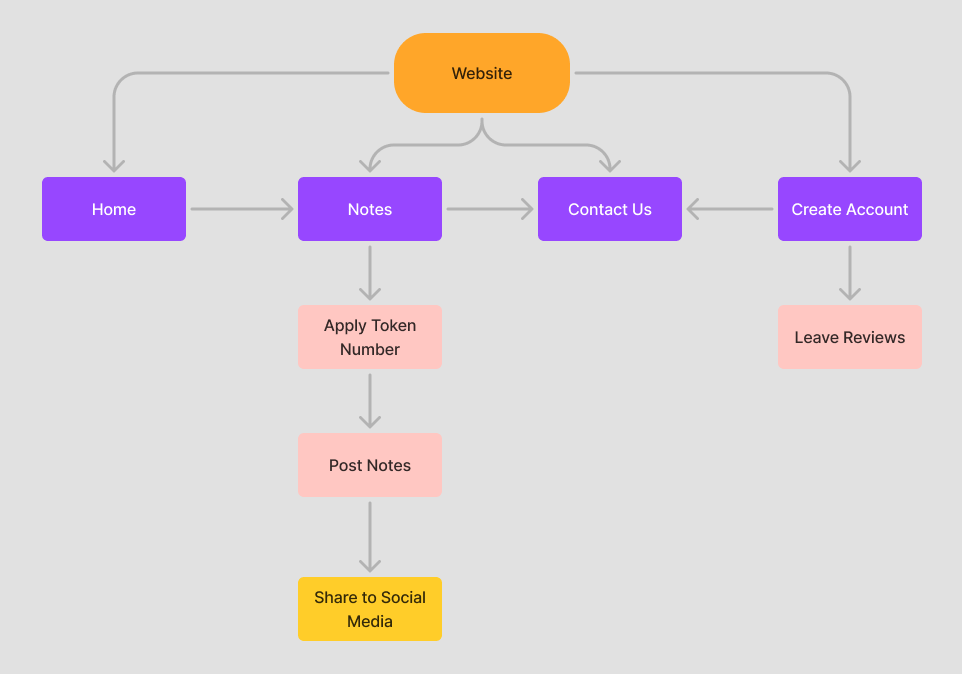 Website
Home
Notes
Contact Us
Create Account
Apply Token
Number
Leave Reviews
Post Notes
Share to Social
Media